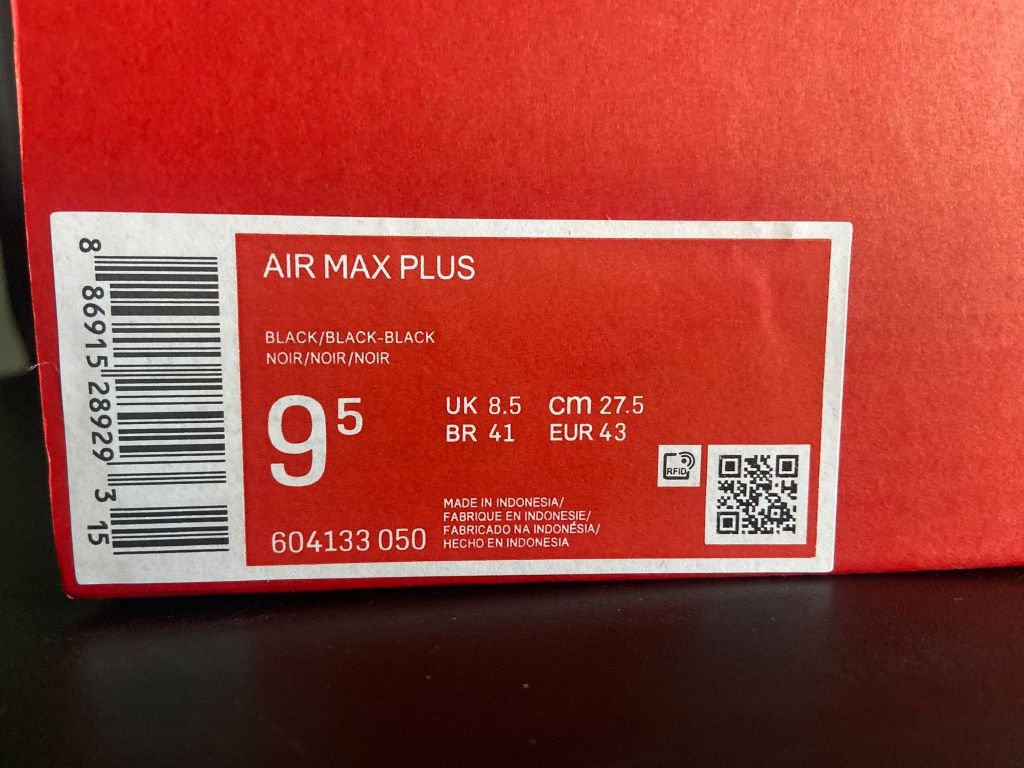 8 86915 28929 3 15
AIR MAX PLUS
BLACK/BLACK-BLACK
NOIR/NOIR/NOIR
9 5
UK 8.5 cm 27.5
BR 41 EUR 43
RFID
604133 050
MADE IN INDONESIA/
FABRIQUE EN INDONESIE/
FABRICADO NA INDONÉSIA/
HECHO EN INDONESIA